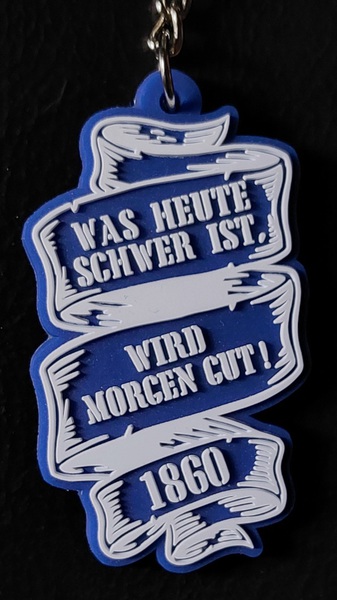 WAS HEUTE
SCHWER IST,
WIRD
MORGEN GUT!
1860